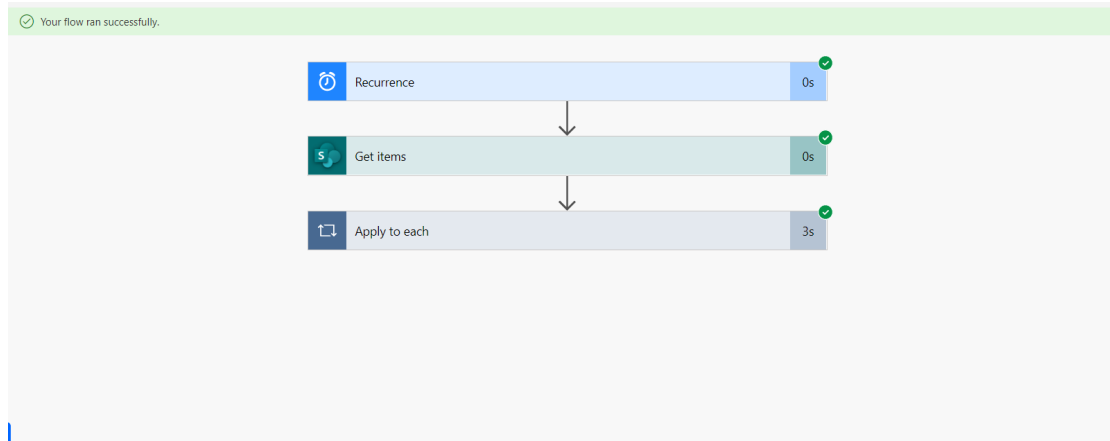 Your flow ran successfully.
Recurrence 0s
S Get items 0s
Apply to each 3s